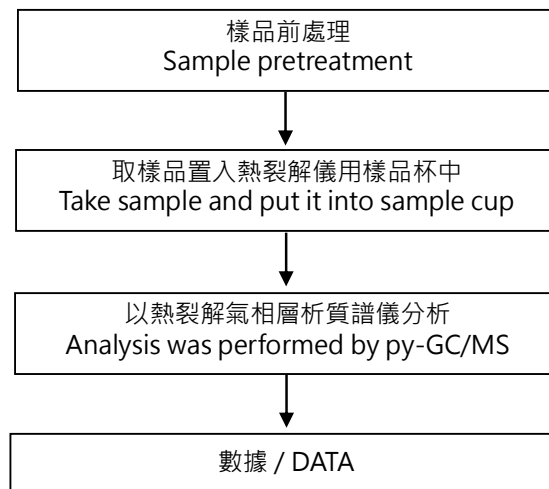 樣品前處理
Sample pretreatment
取樣品置入熱裂解儀用樣品杯中
Take sample and put it into sample cup
以熱裂解氣相層析質譜儀分析
Analysis was performed by py-GC/MS
數據 / DATA